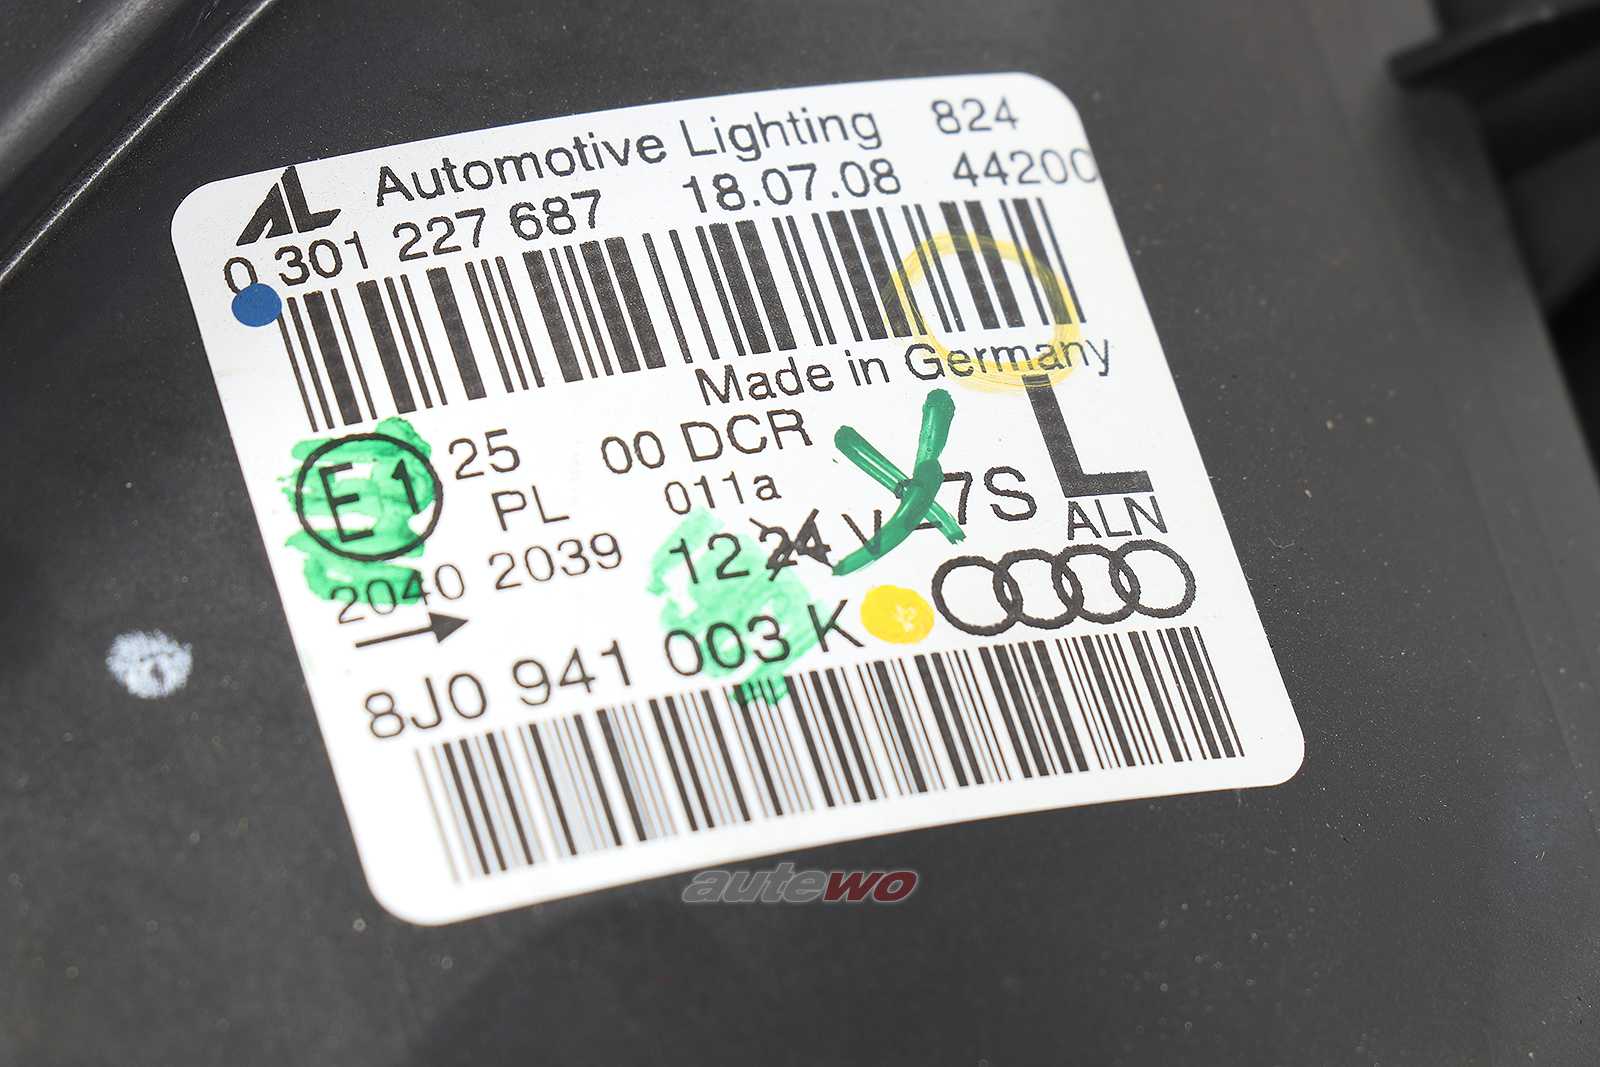 AL Automotive Lighting 824
0 301 227 687 18.07.08 44200
Made in Germany
E1 25 00 DCR L
PL 011a 7S
2040 2039 12 24 V ALN
8J0 941 003 K
autewo